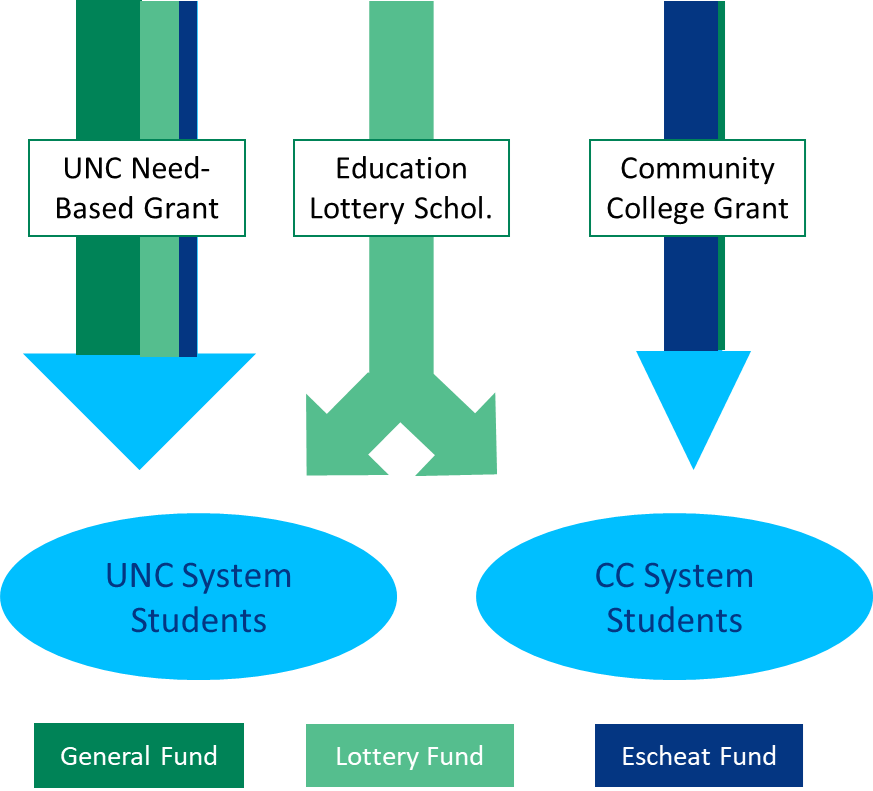 UNC Need-
Based Grant
Education
Lottery Schol.
Community
College Grant
UNC System
Students
CC System
Students
General Fund
Lottery Fund
Escheat Fund